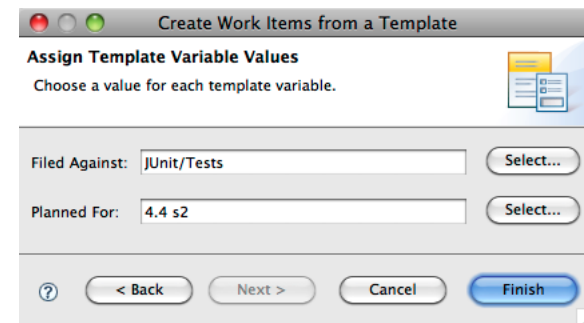 Create Work Items from a Template
Assign Template Variable Values
Choose a value for each template variable.
Filed Against: JUnit/Tests Select...
Planned For: 4.4 s2 Select...
? < Back Next > Cancel Finish